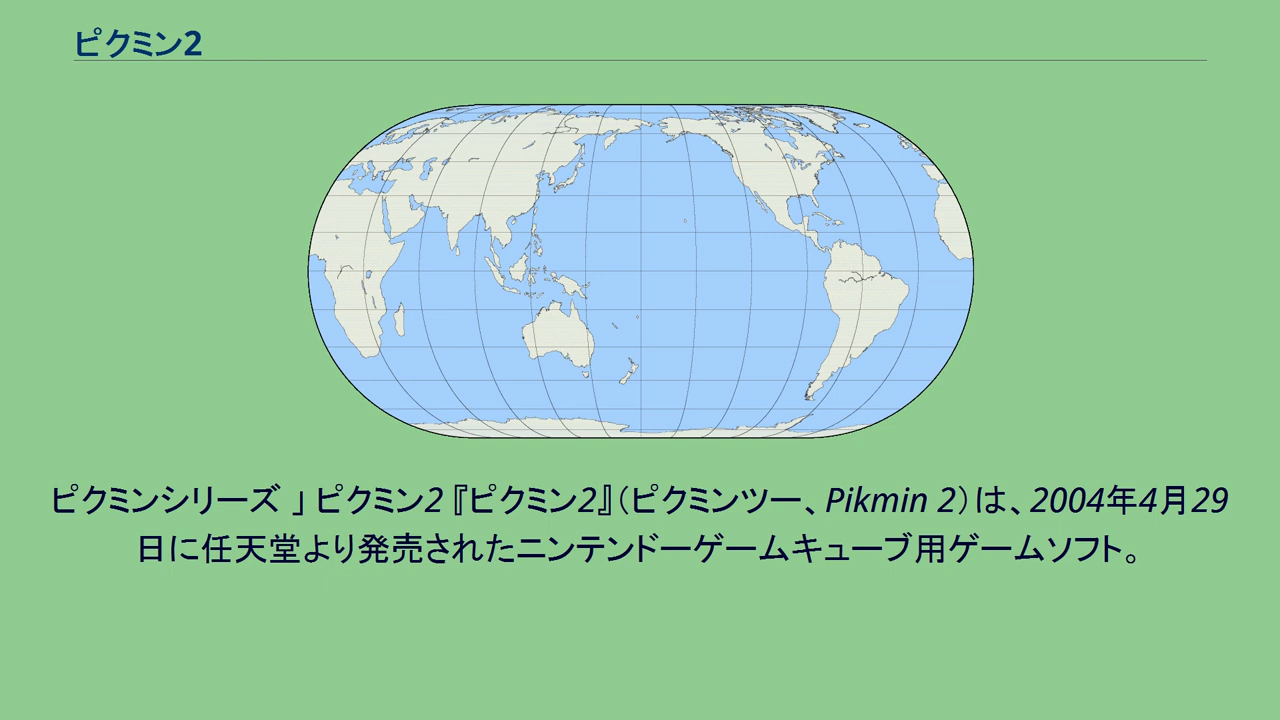 ピクミン2
ピクミンシリーズ 」 ピクミン2 『ピクミン2』（ピクミンツー、Pikmin 2）は、2004年4月29
日に任天堂より発売されたニンテンドーゲームキューブ用ゲームソフト。